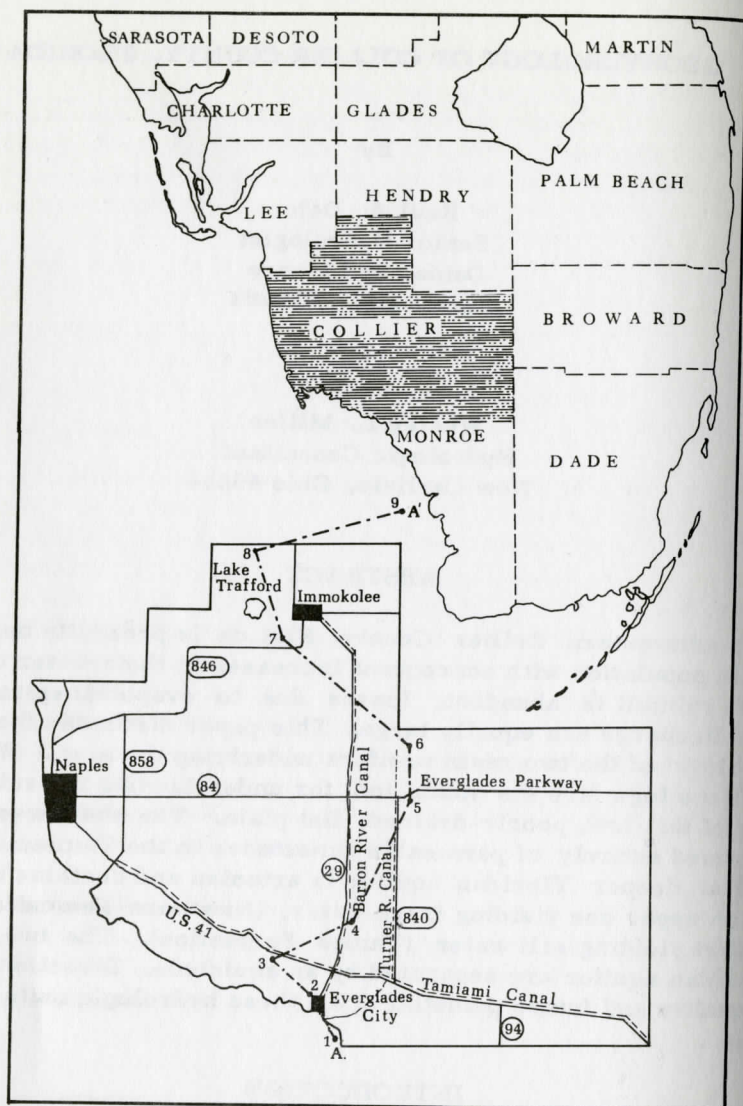 SARASOTA
DESOTO
MARTIN
CHARLOTTE
GLADES
PALM BEACH
HENDRY
LEE
COLLIER
BROWARD
MONROE
DADE
9
A'
8
Lake
Trafford
Immokolee
7
846
6
858
Naples
84
Everglades Parkway
5
Barron River Canal
29
Turner R. Canal
840
US 41
4
3
2
Tamiami Canal
Everglades
City
94
1
A.